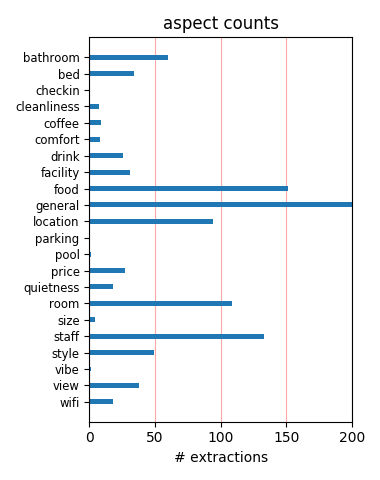 aspect counts
bathroom
bed
checkin
cleanliness
coffee
comfort
drink
facility
food
general
location
parking
pool
price
quietness
room
size
staff
style
vibe
view
wifi
0 50 100 150 200
# extractions